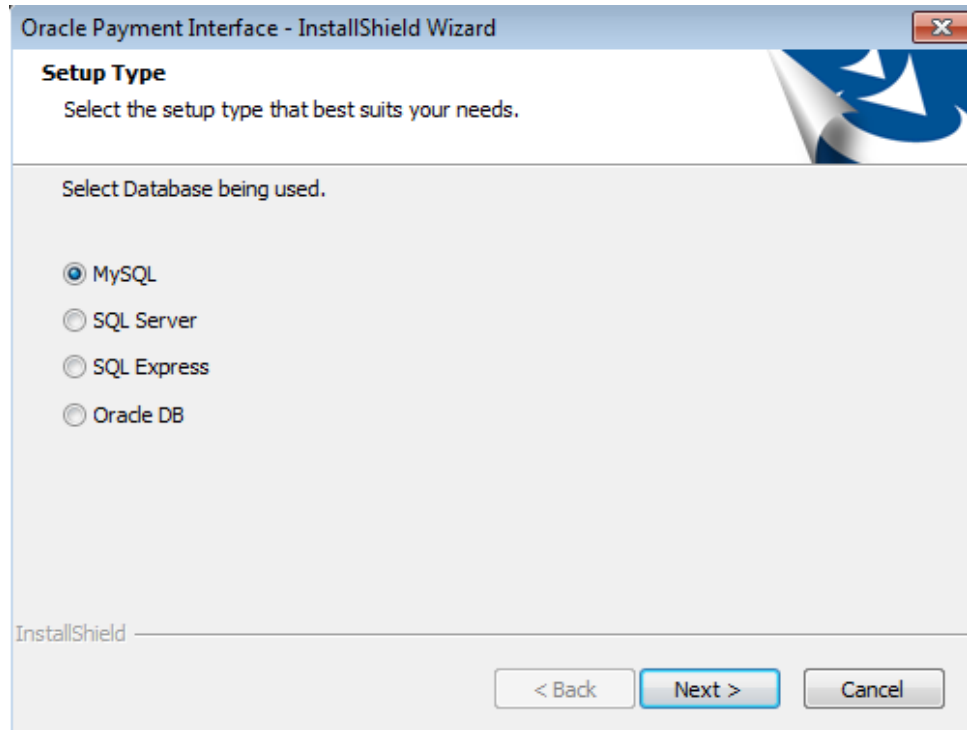 Oracle Payment Interface - InstallShield Wizard
Setup Type
Select the setup type that best suits your needs.
Select Database being used.
MySQL
SQL Server
SQL Express
Oracle DB
InstallShield
< Back
Next >
Cancel